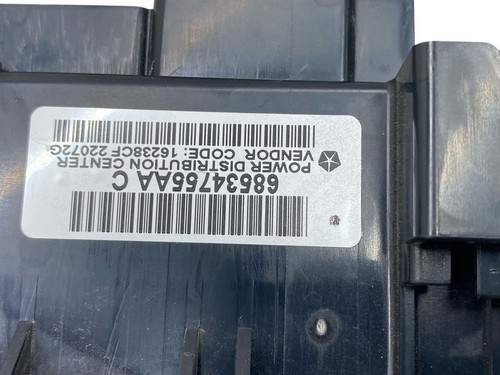 68534755AA C
POWER DISTRIBUTION CENTER
VENDOR CODE: 16238CF 22072G